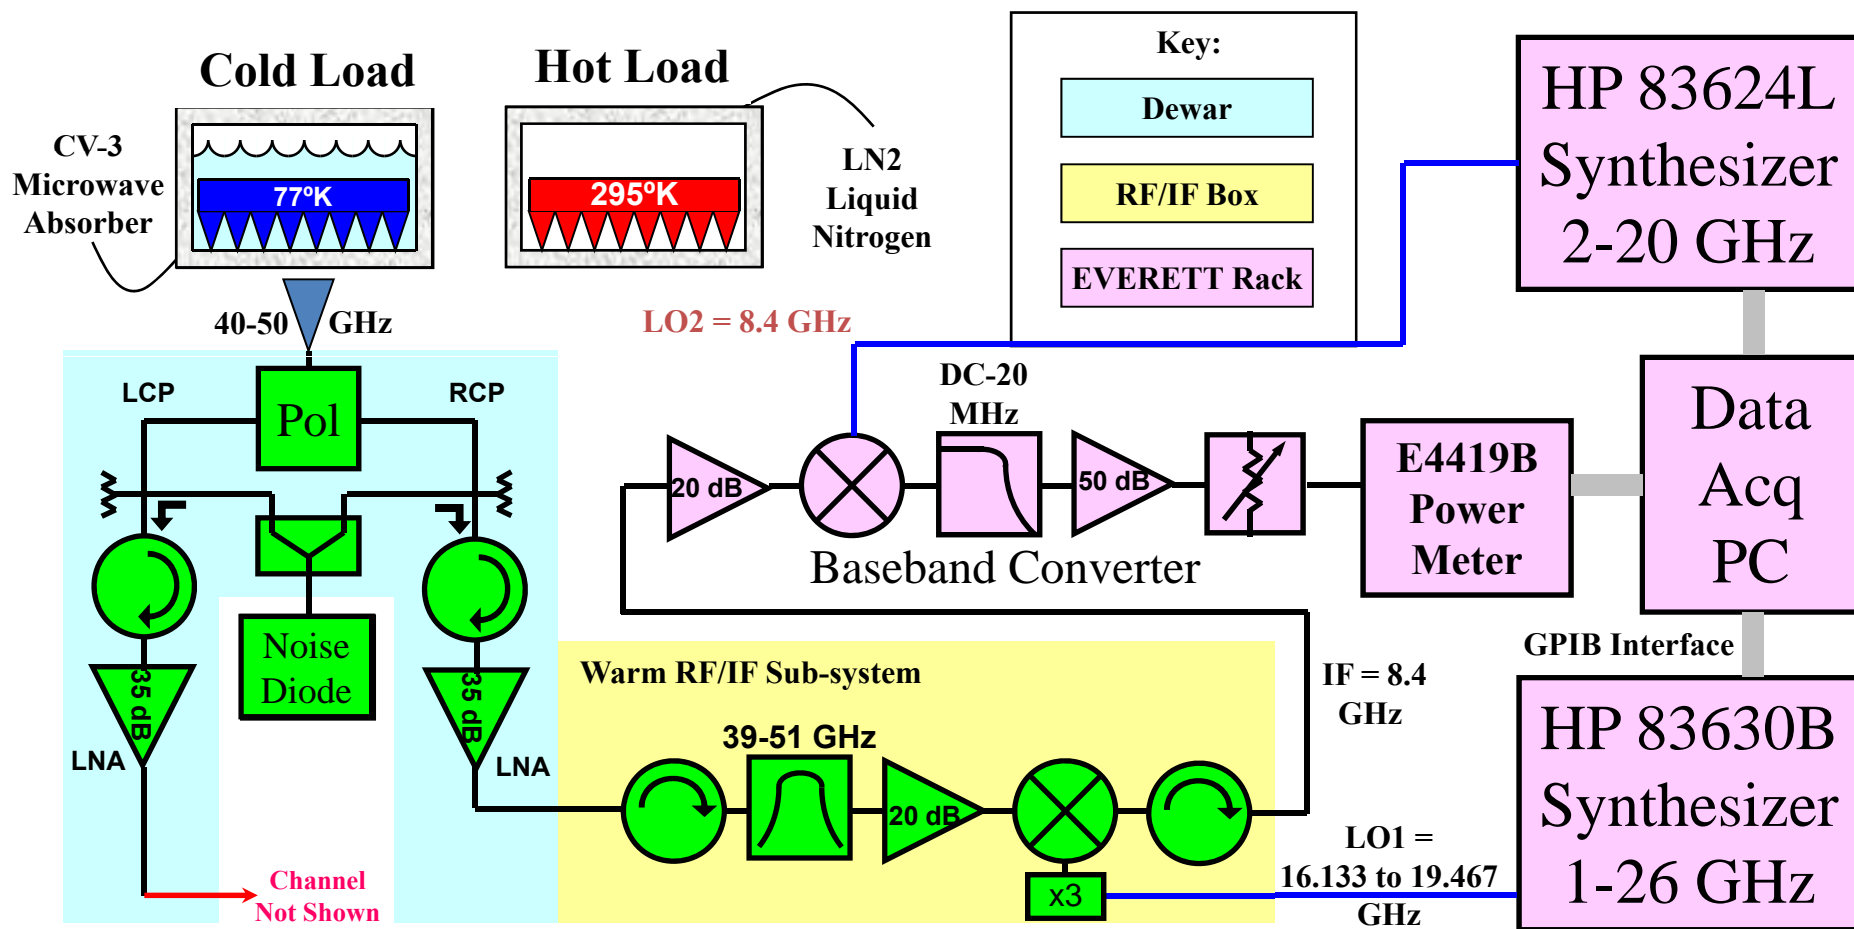 Cold Load
Hot Load
Key:
Dewar
RF/IF Box
EVERETT Rack
HP 83624L
Synthesizer
2-20 GHz
CV-3
Microwave
Absorber
77ºK
295ºK
LN2
Liquid
Nitrogen
40-50
GHz
LO2 = 8.4 GHz
LCP
Pol
RCP
DC-20
MHz
20 dB
50 dB
E4419B
Power
Meter
Data
Acq
PC
Baseband Converter
Noise
Diode
35 dB
35 dB
LNA
LNA
Warm RF/IF Sub-system
39-51 GHz
20 dB
x3
IF = 8.4
GHz
GPIB Interface
LO1 =
16.133 to 19.467
GHz
HP 83630B
Synthesizer
1-26 GHz
Channel
Not Shown